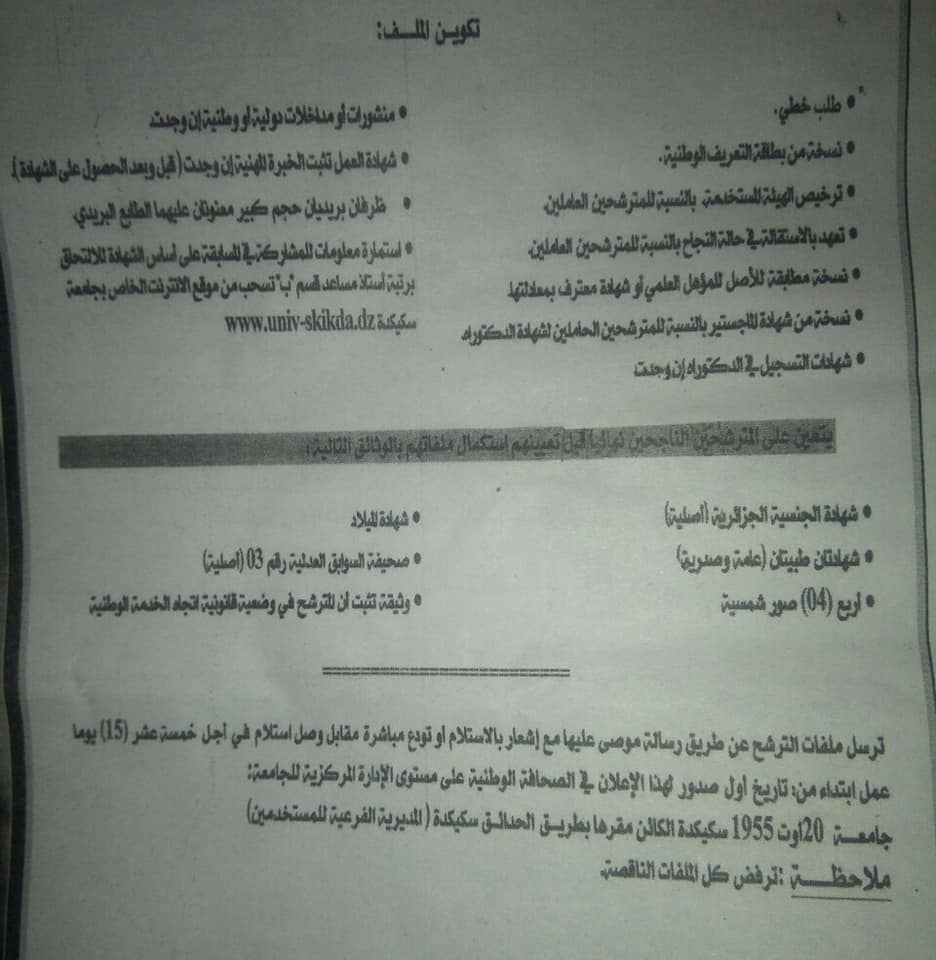 تكويـن الملـــف:
• طلب خطي.
• نسخة من بطاقة التعريف الوطنية.
• ترخيص الهيئة المستخدمة، بالنسبة للمترشحين العاملين.
• تعهد بالاستقالة في حالة النجاح بالنسبة للمترشحين العاملين.
• نسخة مطابقة للأصل للمؤهل العلمي أو شهادة معترف بمعادلتها.
• نسخة من شهادة الماجستير بالنسبة للمترشحين الحاملين لشهادة الدكتوراه.
• شهادات التسجيل في الدكتوراه إن وجدت
• منشورات أو مداخلات دولية أو وطنية إن وجدت.
• شهادة العمل تثبت الخبرة المهنية إن وجدت ( قبل وبعد الحصول على الشهادة ).
• ظرفان بريديان حجم كبير معنونان عليهما الطابع البريدي.
• استمارة معلومات للمشاركة في المسابقة على أساس الشهادة للالتحاق
برتبة أستاذ مساعد قسم "ب" تسحب من موقع الانترنت الخاص بجامعة
سكيكدة www.univ-skikda.dz
يتعين على المترشحين الناجحين نهائيا قبل تعيينهم استكمال ملفاتهم بالوثائق التالية :
• شهادة الجنسية الجزائرية (أصلية)
• شهادتان طبيتان (عامة وصدرية)
• أربع (04) صور شمسية
• شهادة الميلاد
• صحيفة السوابق العدلية رقم 03 (أصلية)
• وثيقة تثبت أن المترشح في وضعية قانونية اتجاه الخدمة الوطنية
ترسل ملفات الترشح عن طريق رسالة موصى عليها مع إشعار بالاستلام أو تودع مباشرة مقابل وصل استلام في أجل خمسة عشر (15) يوما
عمل ابتداء من: تاريخ أول صدور لهذا الإعلان في الصحافة الوطنية على مستوى الإدارة المركزية للجامعة:
جامعـــة 20اوت 1955 سكيكدة الكائن مقرها بطريق الحدائق سكيكدة ( المديرية الفرعية للمستخدمين)
ملاحظـــة :ترفض كل الملفات الناقصة.